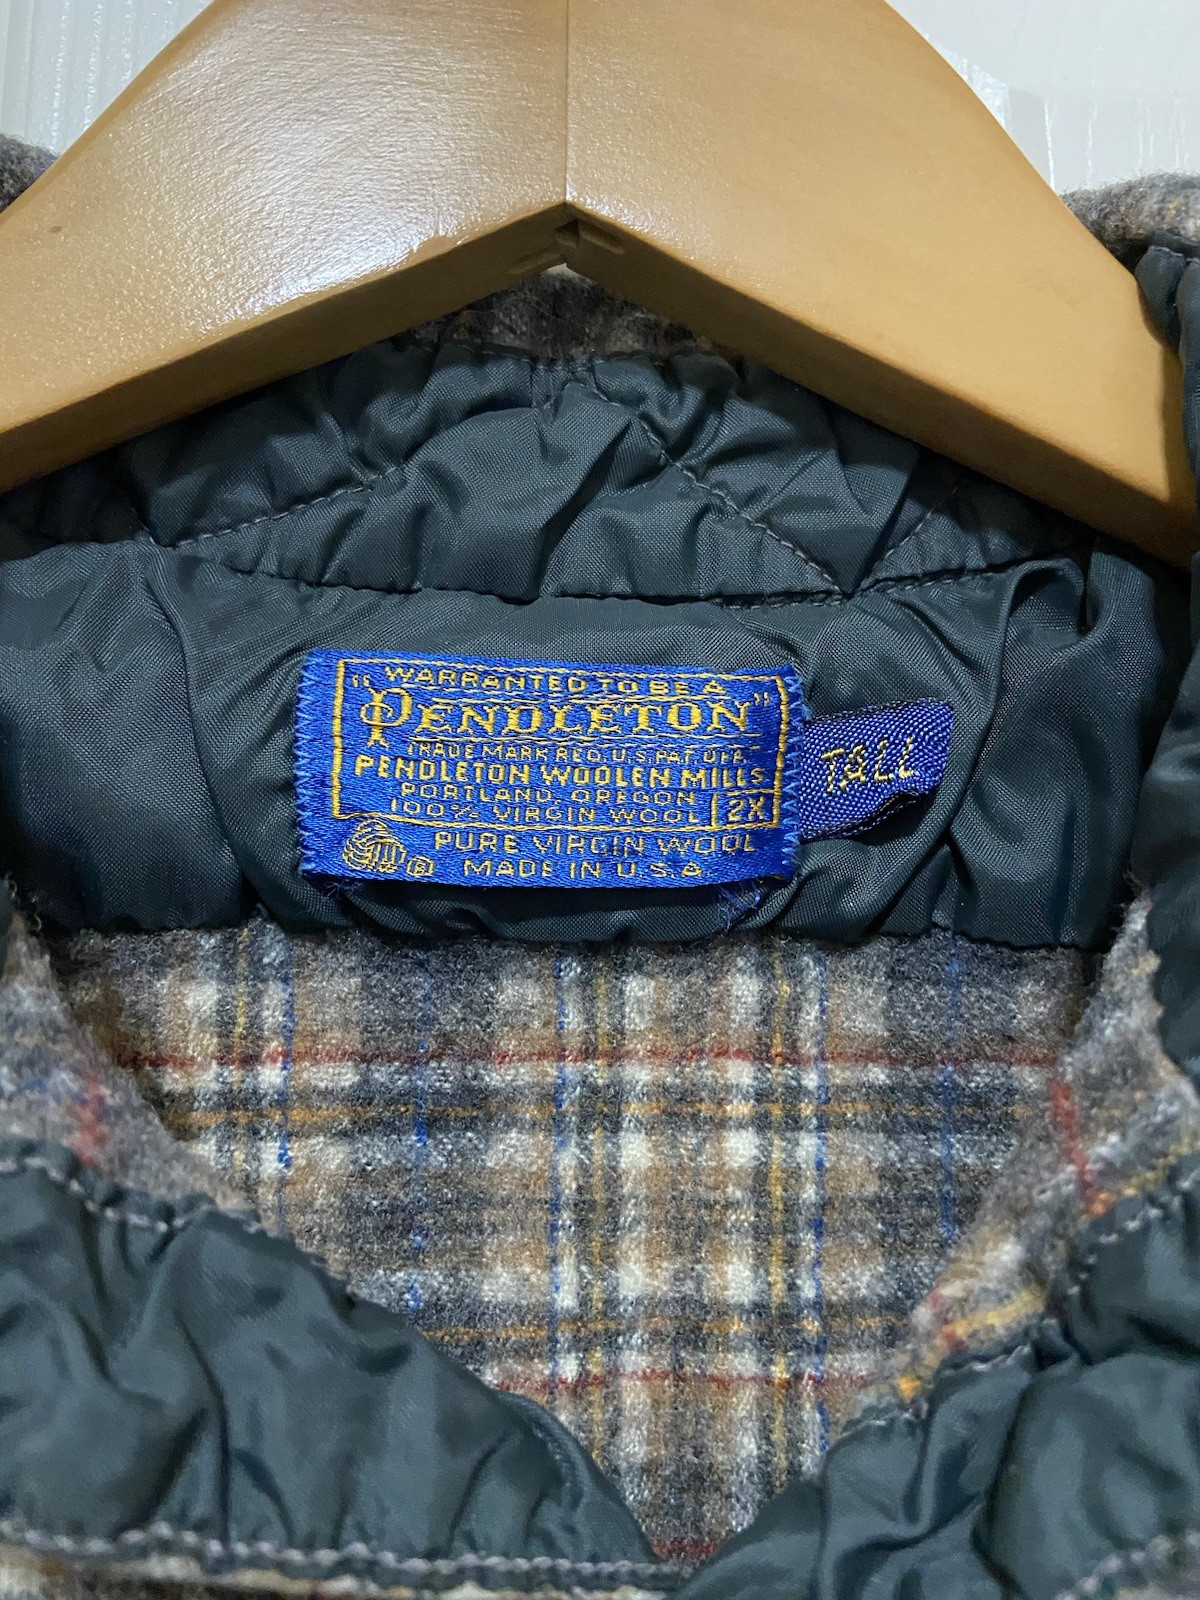 WARRANTED TO BE A
"PENDLETON"
TRADE MARK REG. U.S. PAT. OFF.
PENDLETON WOOLEN MILLS
PORTLAND, OREGON
100% VIRGIN WOOL 2X
PURE VIRGIN WOOL
® MADE IN U.S.A.
TALL